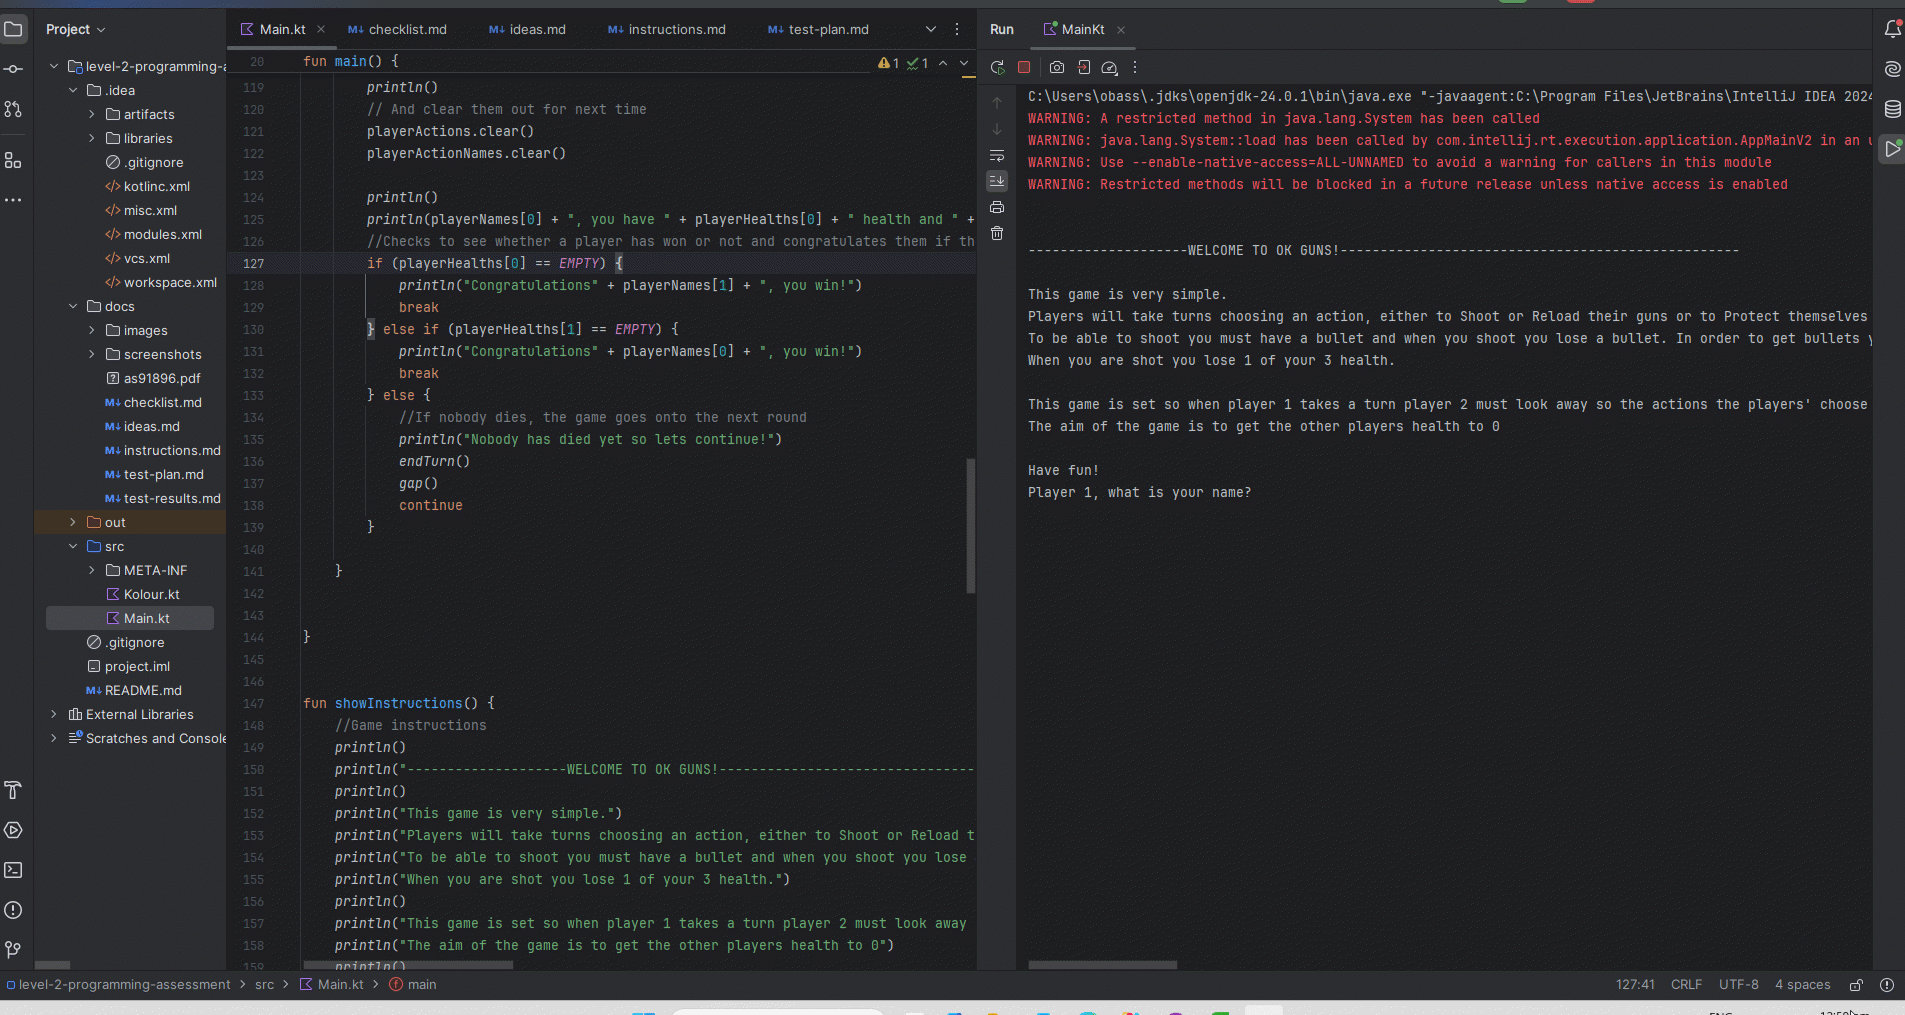 Project
level-2-programming-a
.idea
artifacts
libraries
.gitignore
kotlinc.xml
misc.xml
modules.xml
vcs.xml
workspace.xml
docs
images
screenshots
as91896.pdf
checklist.md
ideas.md
instructions.md
test-plan.md
test-results.md
out
src
META-INF
Kolour.kt
Main.kt
.gitignore
project.iml
README.md
External Libraries
Scratches and Console
Main.kt checklist.md ideas.md instructions.md test-plan.md
20 fun main() { 1 1
119 println()
120 // And clear them out for next time
121 playerActions.clear()
122 playerActionNames.clear()
123
124 println()
125 println(playerNames[0] + ", you have " + playerHealths[0] + " health and " +
126 //Checks to see whether a player has won or not and congratulates them if th
127 if (playerHealths[0] == EMPTY) {
128 println("Congratulations" + playerNames[1] + ", you win!")
129 break
130 } else if (playerHealths[1] == EMPTY) {
131 println("Congratulations" + playerNames[0] + ", you win!")
132 break
133 } else {
134 //If nobody dies, the game goes onto the next round
135 println("Nobody has died yet so lets continue!")
136 endTurn()
137 gap()
138 continue
139 }
140
141 }
142
143
144 }
145
146
147 fun showInstructions() {
148 //Game instructions
149 println()
150 println("--------------------WELCOME TO OK GUNS!--------------------------------
151 println()
152 println("This game is very simple.")
153 println("Players will take turns choosing an action, either to Shoot or Reload t
154 println("To be able to shoot you must have a bullet and when you shoot you lose
155 println("When you are shot you lose 1 of your 3 health.")
156 println()
157 println("This game is set so when player 1 takes a turn player 2 must look away
158 println("The aim of the game is to get the other players health to 0")
159 println()
Run MainKt
C:\Users\obass\.jdks\openjdk-24.0.1\bin\java.exe "-javaagent:C:\Program Files\JetBrains\IntelliJ IDEA 2024
WARNING: A restricted method in java.lang.System has been called
WARNING: java.lang.System::load has been called by com.intellij.rt.execution.application.AppMainV2 in an u
WARNING: Use --enable-native-access=ALL-UNNAMED to avoid a warning for callers in this module
WARNING: Restricted methods will be blocked in a future release unless native access is enabled
--------------------WELCOME TO OK GUNS!--------------------------------------------------
This game is very simple.
Players will take turns choosing an action, either to Shoot or Reload their guns or to Protect themselves
To be able to shoot you must have a bullet and when you shoot you lose a bullet. In order to get bullets y
When you are shot you lose 1 of your 3 health.
This game is set so when player 1 takes a turn player 2 must look away so the actions the players' choose
The aim of the game is to get the other players health to 0
Have fun!
Player 1, what is your name?
level-2-programming-assessment > src > Main.kt > main 127:41 CRLF UTF-8 4 spaces